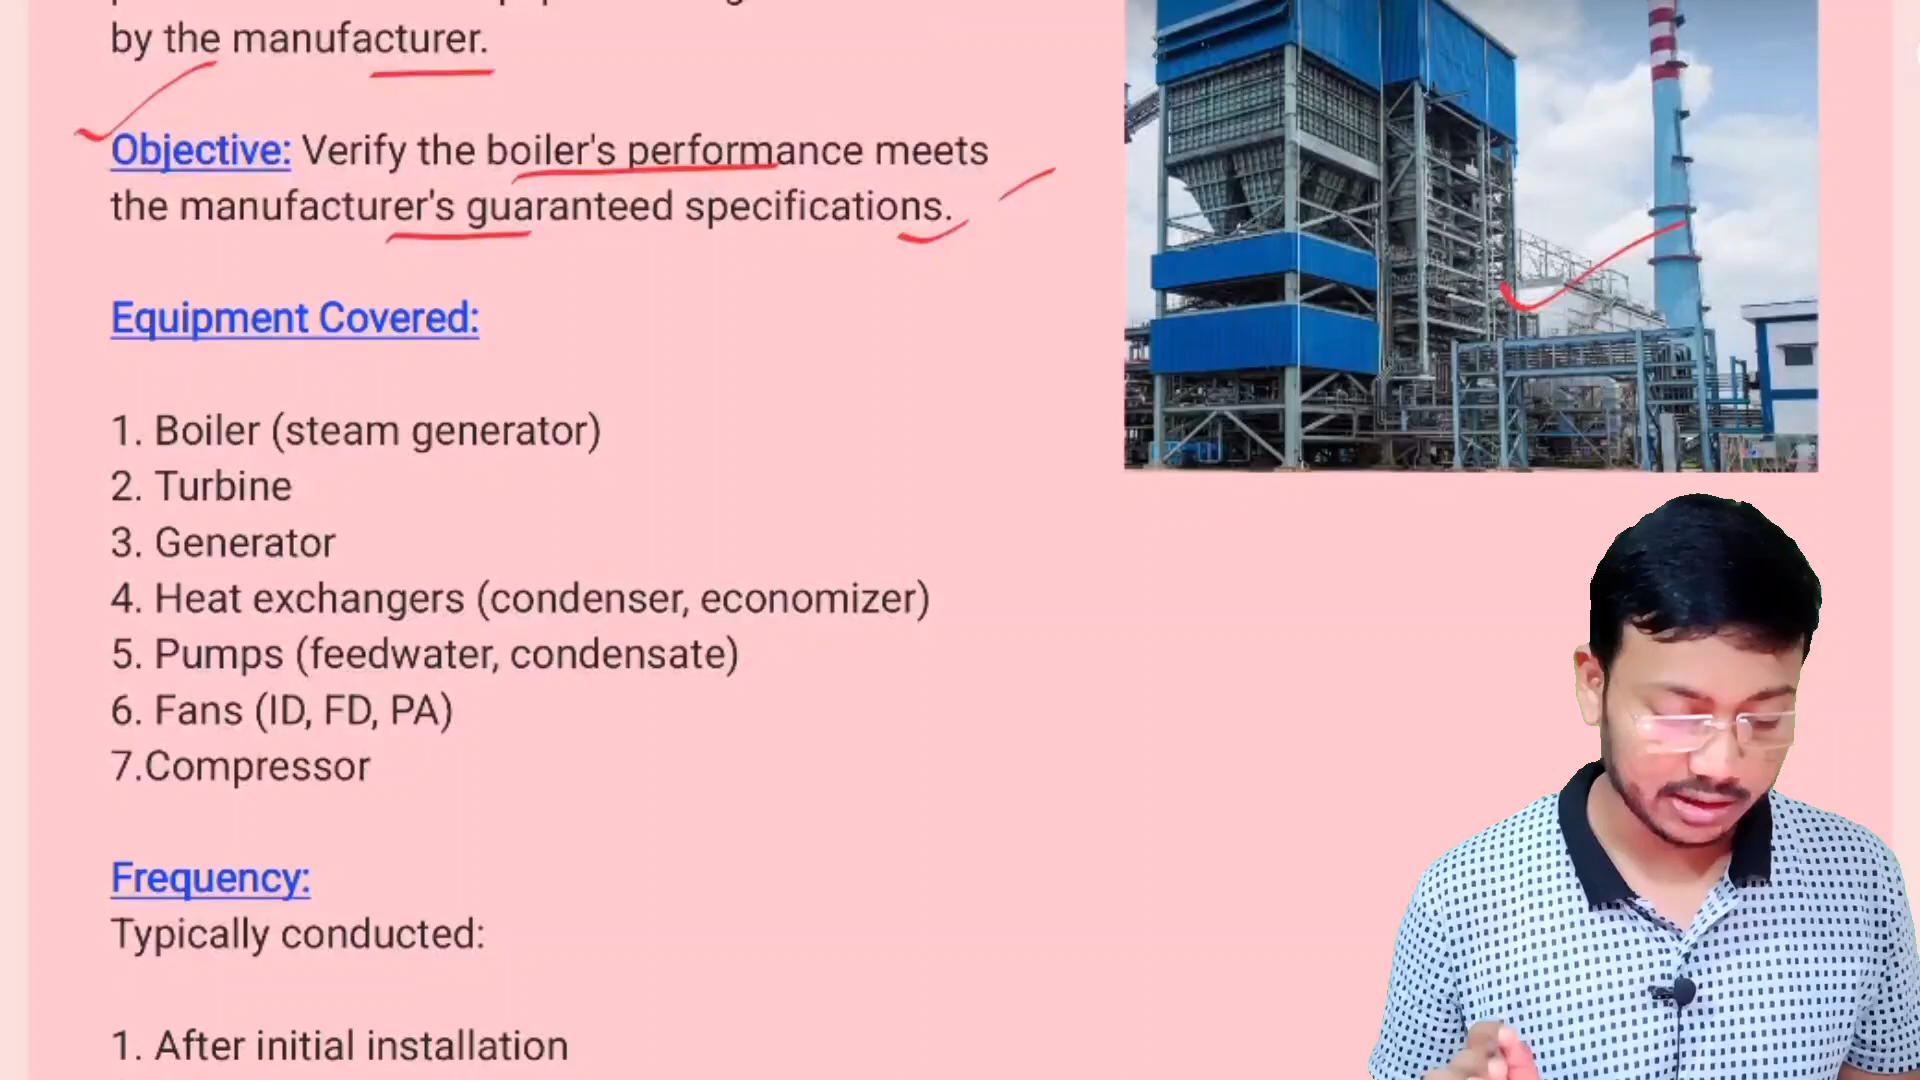 by the manufacturer.
Objective: Verify the boiler's performance meets
the manufacturer's guaranteed specifications.
Equipment Covered:
1. Boiler (steam generator)
2. Turbine
3. Generator
4. Heat exchangers (condenser, economizer)
5. Pumps (feedwater, condensate)
6. Fans (ID, FD, PA)
7.Compressor
Frequency:
Typically conducted:
1. After initial installation